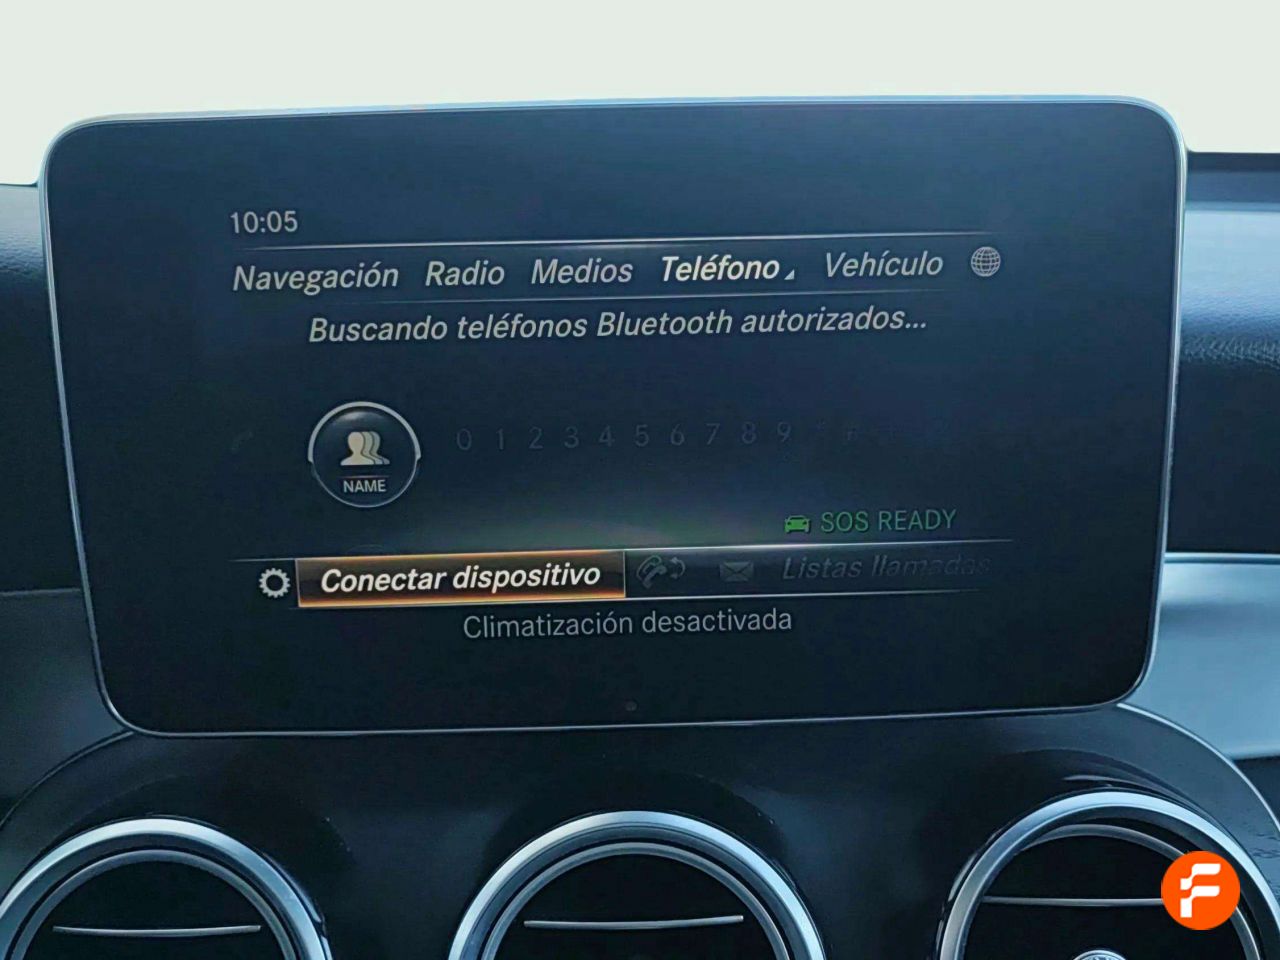 10:05
Navegación Radio Medios Teléfono Vehículo
Buscando teléfonos Bluetooth autorizados...
NAME
0 1 2 3 4 5 6 7 8 9 * #
SOS READY
Conectar dispositivo Listas llamadas
Climatización desactivada